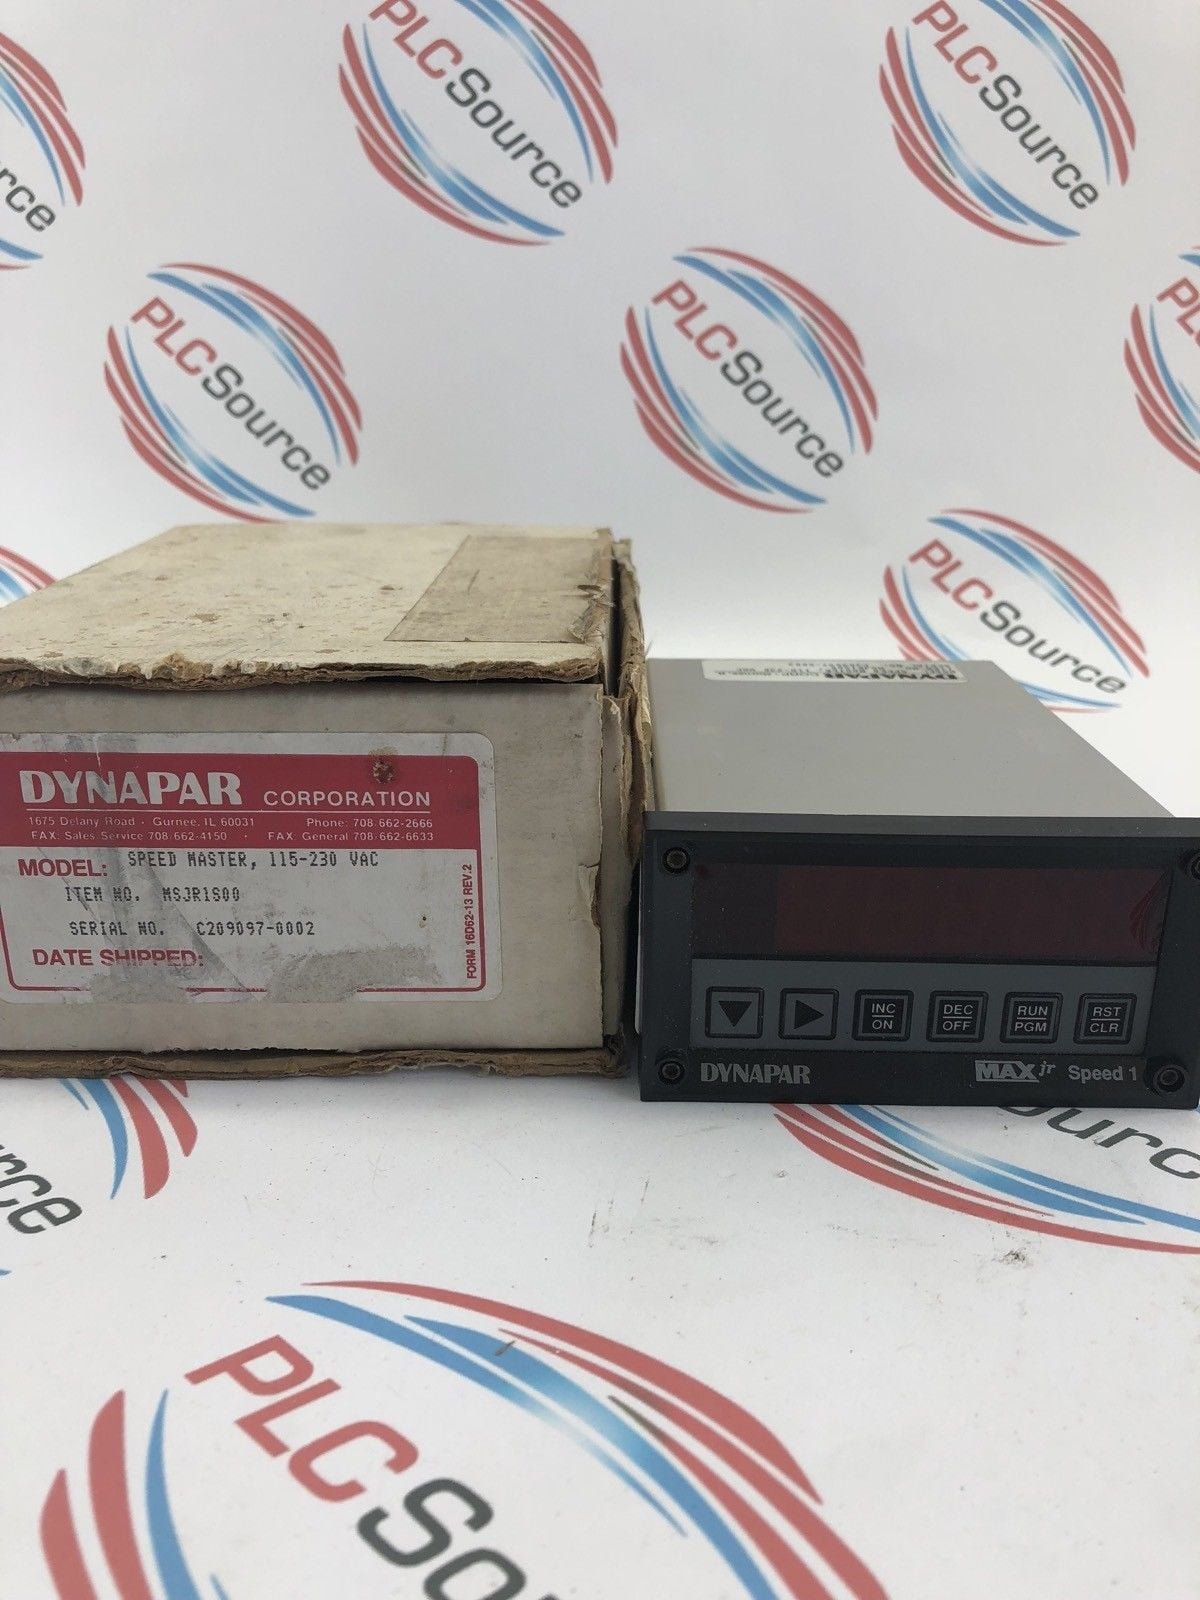 PLCSource
PLCSource
PLCSource
PLCSource
PLCSource
DYNAPAR
DYNAPAR CORPORATION
1675 Delany Road · Gurnee, IL 60031 Phone: 708 662-2666
FAX: Sales/Service 708 662-4150 · FAX: General 708 662-6633
MODEL: SPEED MASTER, 115-230 VAC
ITEM NO. MSJR1S00
SERIAL NO. C209097-0002
DATE SHIPPED:
FORM 16D62-13 REV.2
INC ON
DEC OFF
RUN PGM
RST CLR
DYNAPAR MAX jr Speed 1
PLCSo